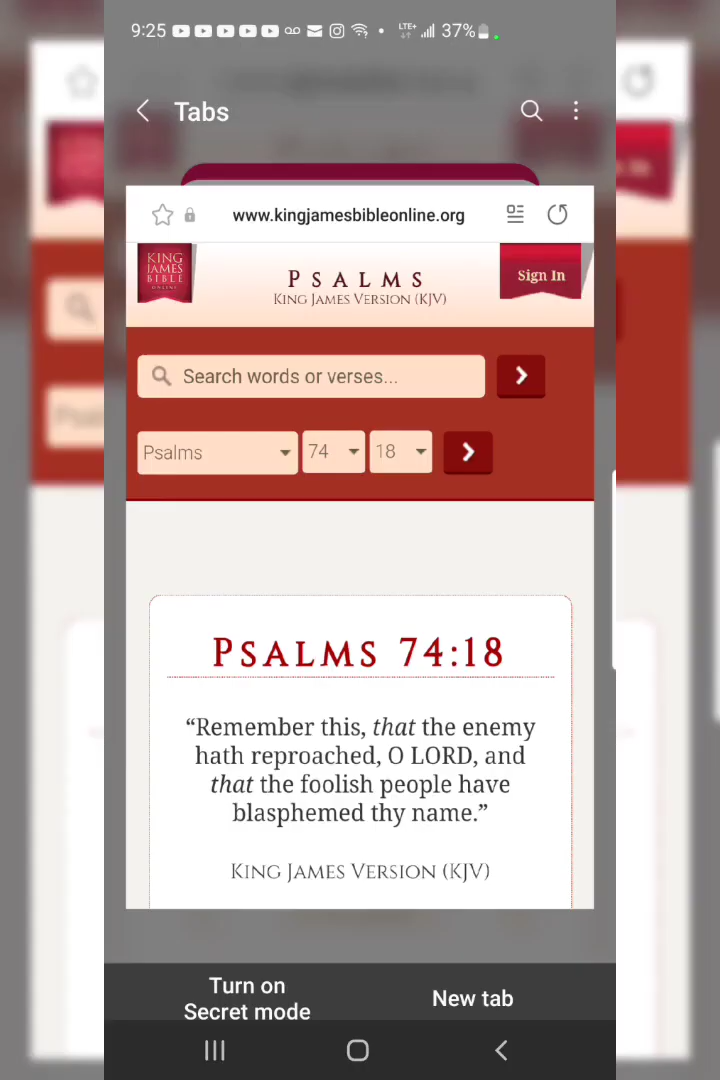 9:25 LTE+ 37%
Tabs
www.kingjamesbibleonline.org
KING
JAMES
BIBLE
ONLINE
PSALMS
KING JAMES VERSION (KJV)
Sign In
Search words or verses...
Psalms 74 18
PSALMS 74:18
“Remember this, that the enemy
hath reproached, O LORD, and
that the foolish people have
blasphemed thy name.”
KING JAMES VERSION (KJV)
Turn on
Secret mode
New tab